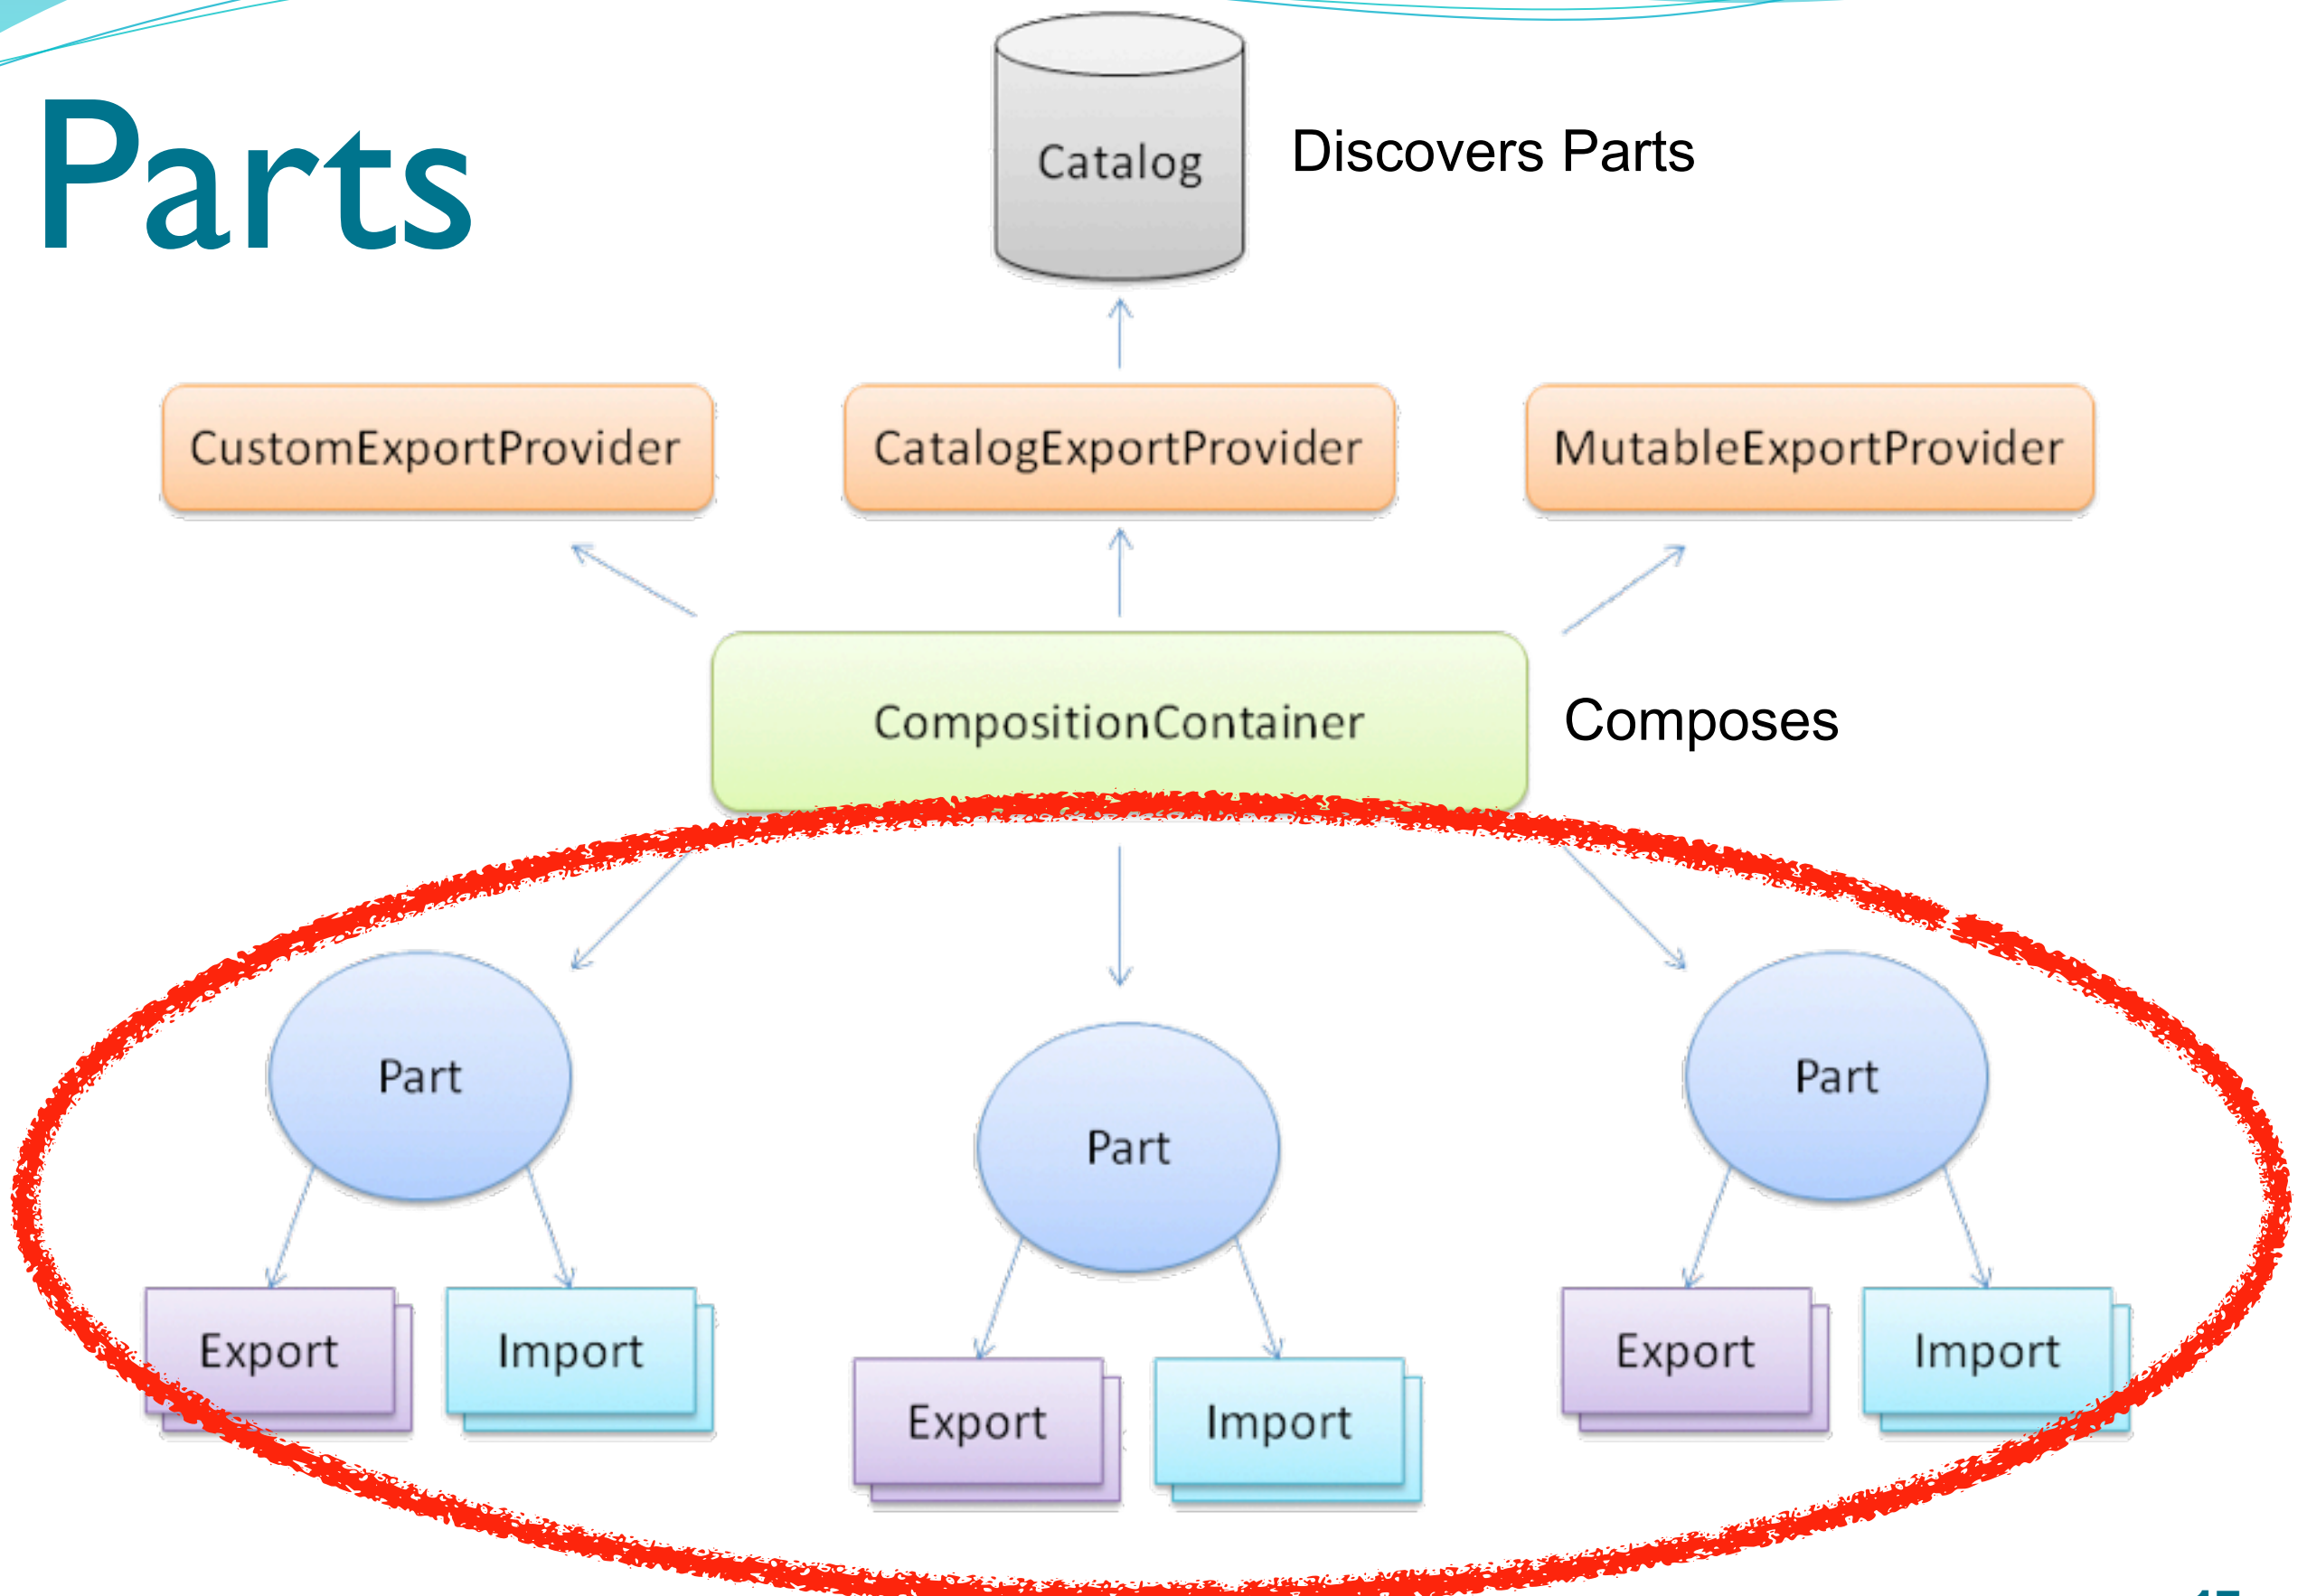 Parts
Catalog
Discovers Parts
CustomExportProvider
CatalogExportProvider
MutableExportProvider
CompositionContainer
Composes
Part
Part
Part
Export
Import
Export
Import
Export
Import